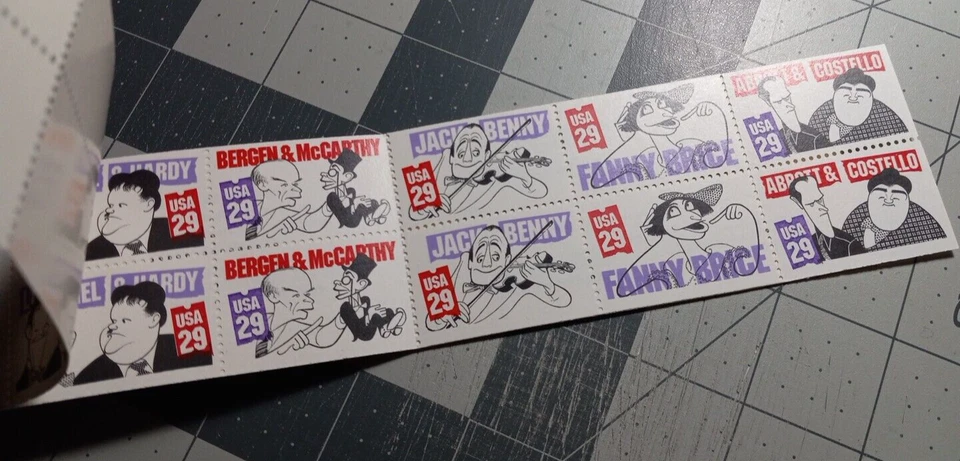 & HARDY
USA
29
BERGEN & McCARTHY
USA
29
JACK BENNY
USA
29
USA
29
FANNY BRICE
ABBOTT & COSTELLO
USA
29
EL & HARDY
USA
29
BERGEN & McCARTHY
USA
29
JACK BENNY
USA
29
USA
29
FANNY BRICE
ABBOTT & COSTELLO
USA
29